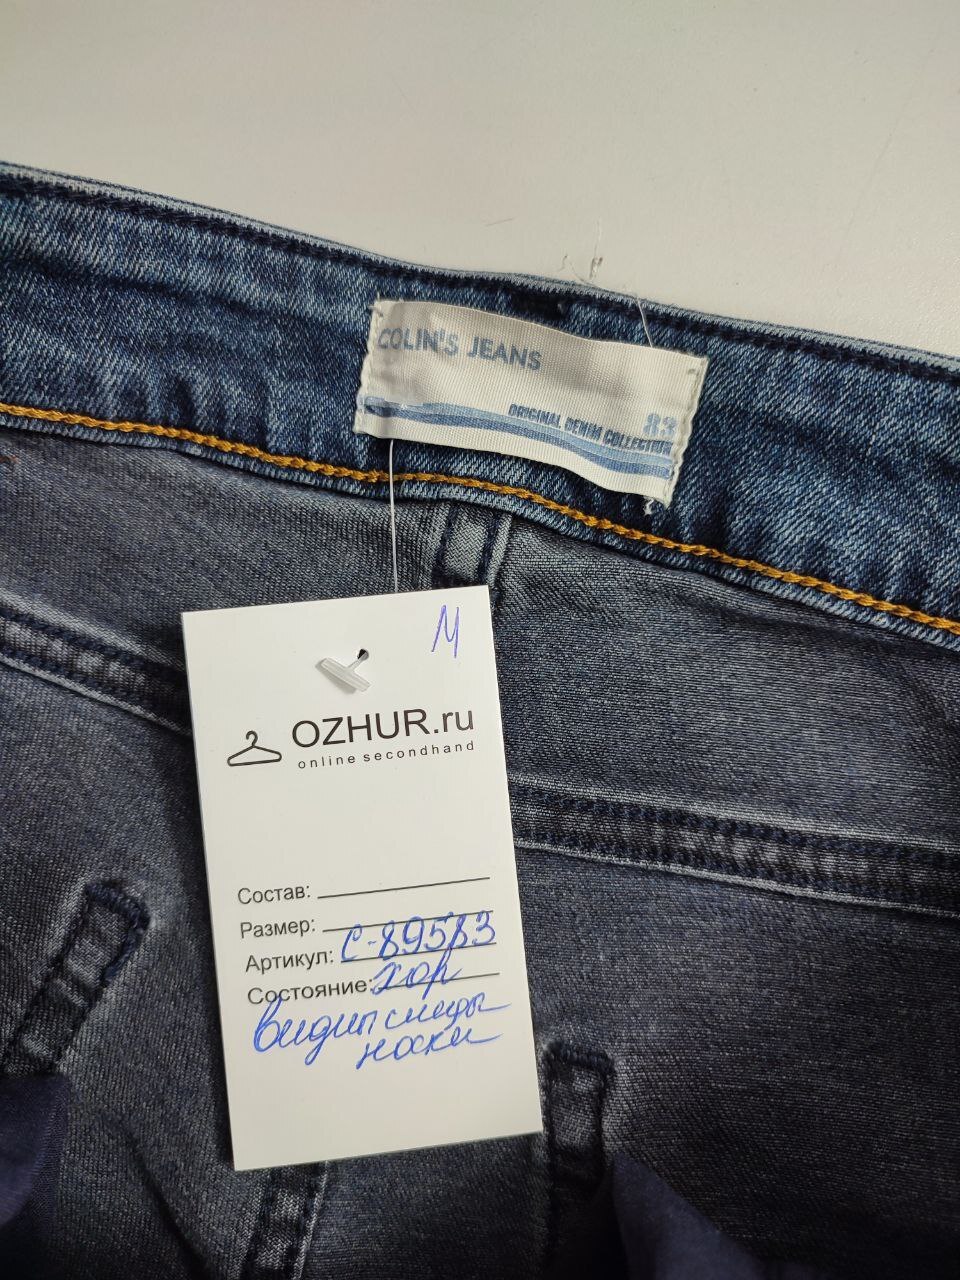 COLIN'S JEANS
83
ORIGINAL DENIM COLLECTION
М
OZHUR.ru
online secondhand
Состав:
Размер:
Артикул: С-89583
Состояние: хор
видны следы
носки